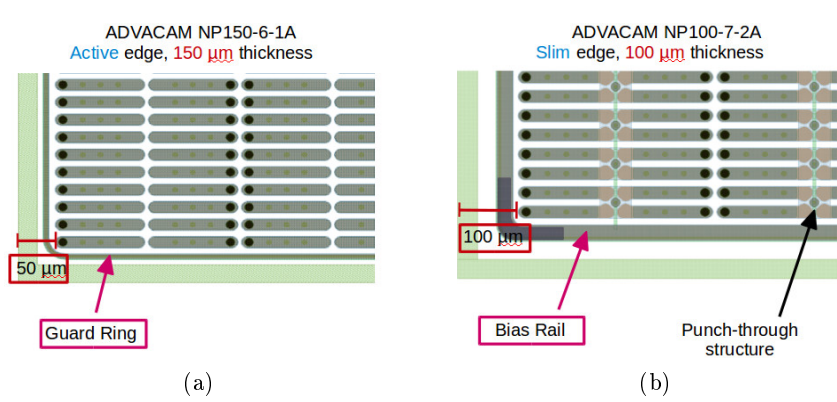 ADVACAM NP150-6-1A
Active edge, 150 µm thickness
50 µm
Guard Ring
(a)
ADVACAM NP100-7-2A
Slim edge, 100 µm thickness
100 µm
Bias Rail
Punch-through
structure
(b)